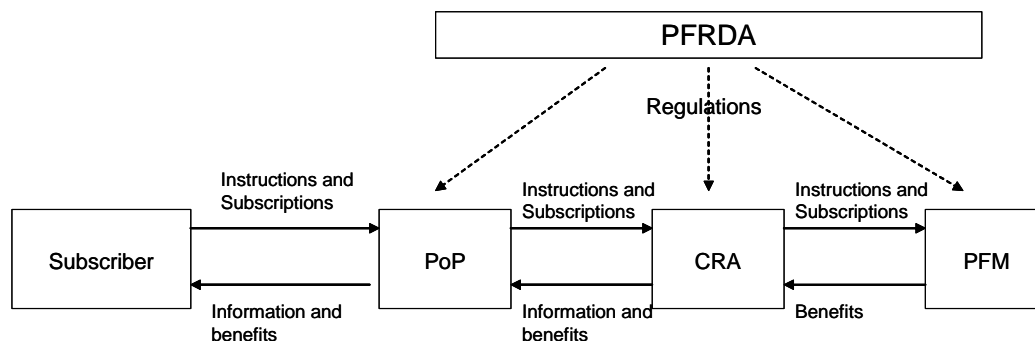 PFRDA
Regulations
Instructions and
Subscriptions
Instructions and
Subscriptions
Instructions and
Subscriptions
Subscriber
PoP
CRA
PFM
Information and
benefits
Information and
benefits
Benefits